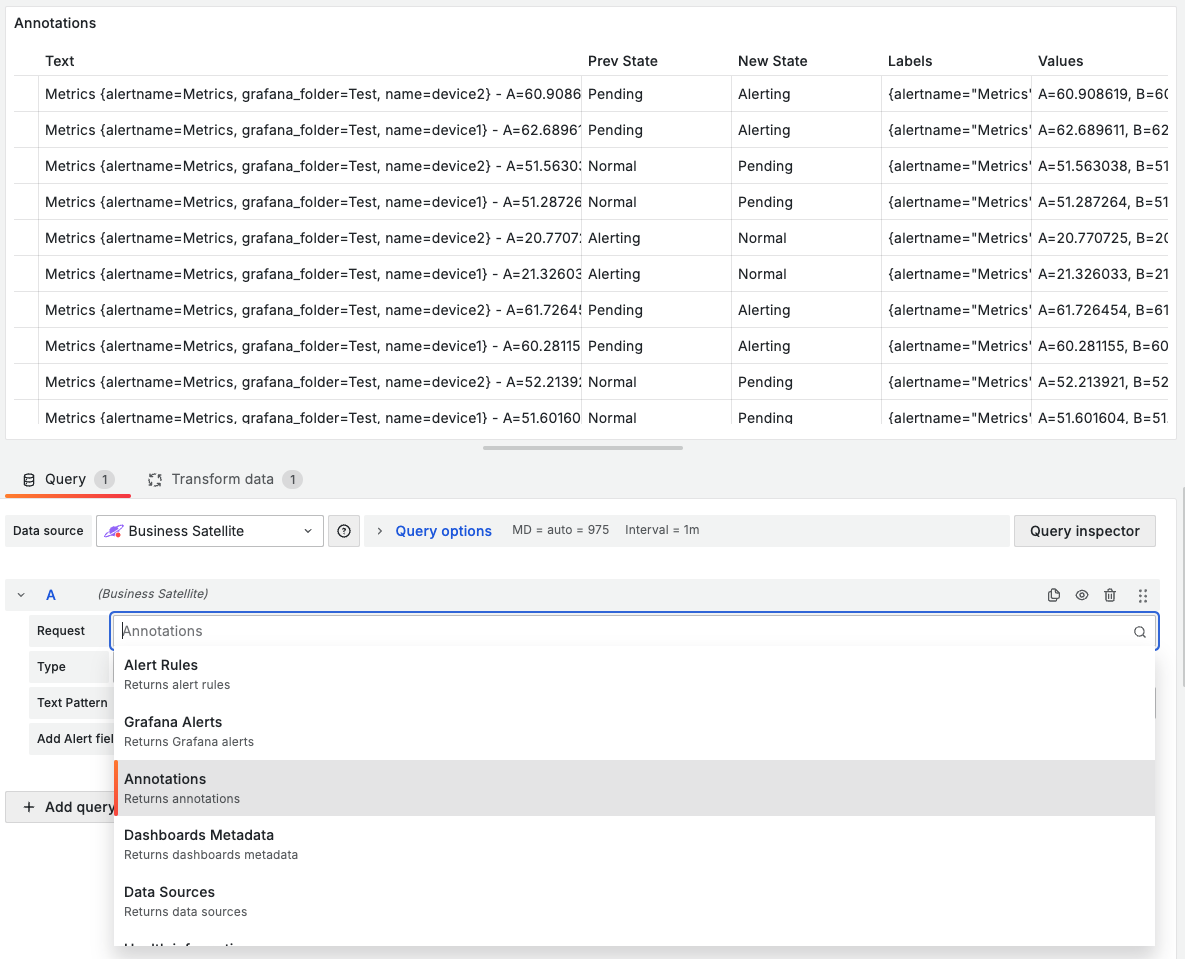 Annotations
Text Prev State New State Labels Values
Metrics {alertname=Metrics, grafana_folder=Test, name=device2} - A=60.9086 Pending Alerting {alertname="Metrics" A=60.908619, B=60
Metrics {alertname=Metrics, grafana_folder=Test, name=device1} - A=62.68961 Pending Alerting {alertname="Metrics" A=62.689611, B=62
Metrics {alertname=Metrics, grafana_folder=Test, name=device2} - A=51.56303 Normal Pending {alertname="Metrics" A=51.563038, B=51
Metrics {alertname=Metrics, grafana_folder=Test, name=device1} - A=51.28726 Normal Pending {alertname="Metrics" A=51.287264, B=51
Metrics {alertname=Metrics, grafana_folder=Test, name=device2} - A=20.77072 Alerting Normal {alertname="Metrics" A=20.770725, B=20
Metrics {alertname=Metrics, grafana_folder=Test, name=device1} - A=21.32603 Alerting Normal {alertname="Metrics" A=21.326033, B=21
Metrics {alertname=Metrics, grafana_folder=Test, name=device2} - A=61.72645 Pending Alerting {alertname="Metrics" A=61.726454, B=61
Metrics {alertname=Metrics, grafana_folder=Test, name=device1} - A=60.28115 Pending Alerting {alertname="Metrics" A=60.281155, B=60
Metrics {alertname=Metrics, grafana_folder=Test, name=device2} - A=52.21392 Normal Pending {alertname="Metrics" A=52.213921, B=52
Metrics {alertname=Metrics, grafana_folder=Test, name=device1} - A=51.60160 Normal Pending {alertname="Metrics" A=51.601604, B=51.
Query 1 Transform data 1
Data source Business Satellite Query options MD = auto = 975 Interval = 1m Query inspector
A (Business Satellite)
Request Annotations
Type
Text Pattern
Add Alert fiel
Add query
Alert Rules
Returns alert rules
Grafana Alerts
Returns Grafana alerts
Annotations
Returns annotations
Dashboards Metadata
Returns dashboards metadata
Data Sources
Returns data sources